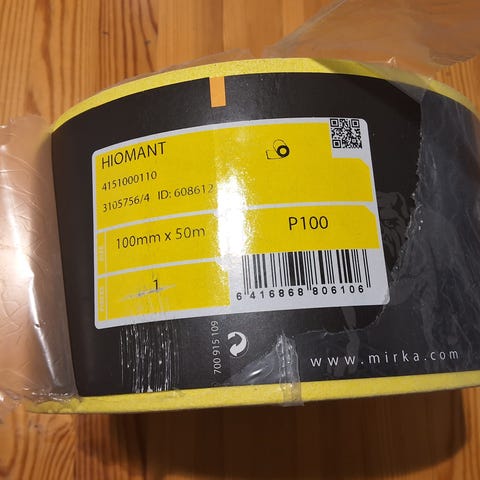 HIOMANT
4151000110
3105756/4 ID: 608612
100mm x 50m
P100
1
6 416868 806106
700 915 109
www.mirka.com